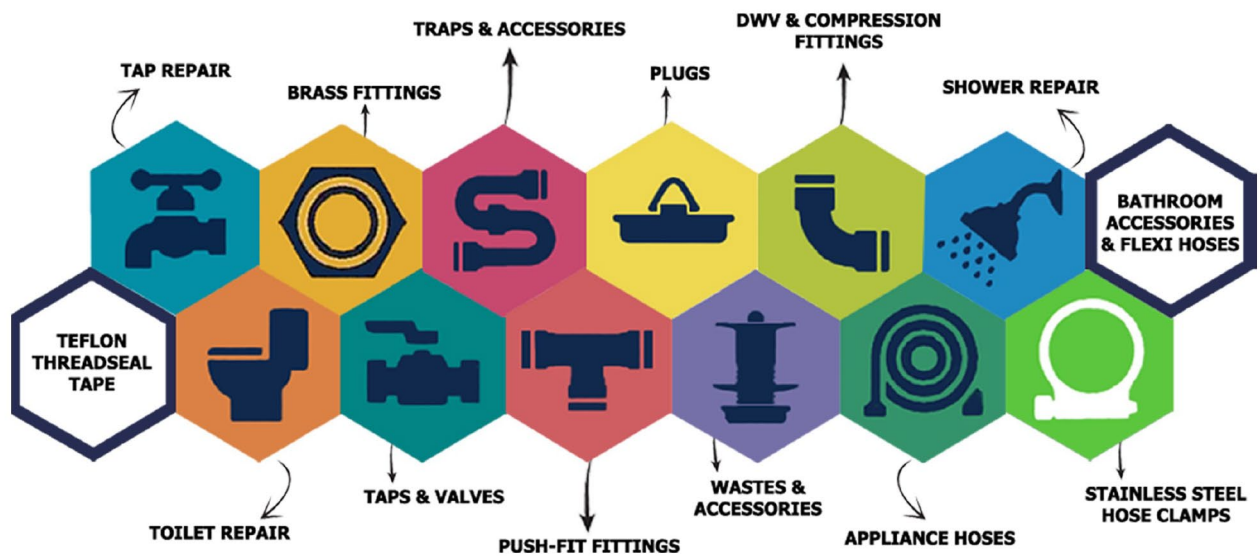 TAP REPAIR
BRASS FITTINGS
TRAPS & ACCESSORIES
PLUGS
DWV & COMPRESSION
FITTINGS
SHOWER REPAIR
BATHROOM
ACCESSORIES
& FLEXI HOSES
TEFLON
THREADSEAL
TAPE
TOILET REPAIR
TAPS & VALVES
PUSH-FIT FITTINGS
WASTES &
ACCESSORIES
APPLIANCE HOSES
STAINLESS STEEL
HOSE CLAMPS